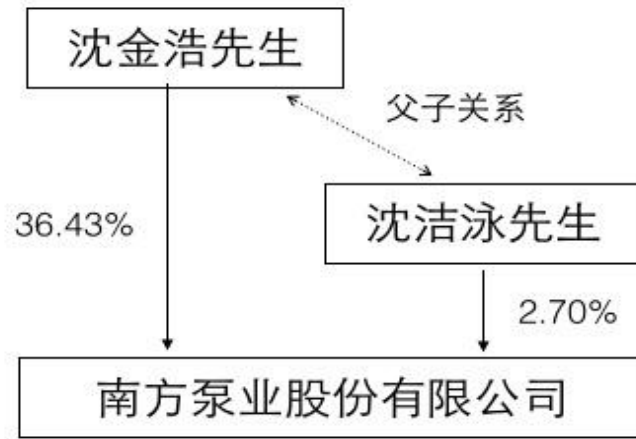 沈金浩先生
父子关系
36.43%
沈洁泳先生
2.70%
南方泵业股份有限公司